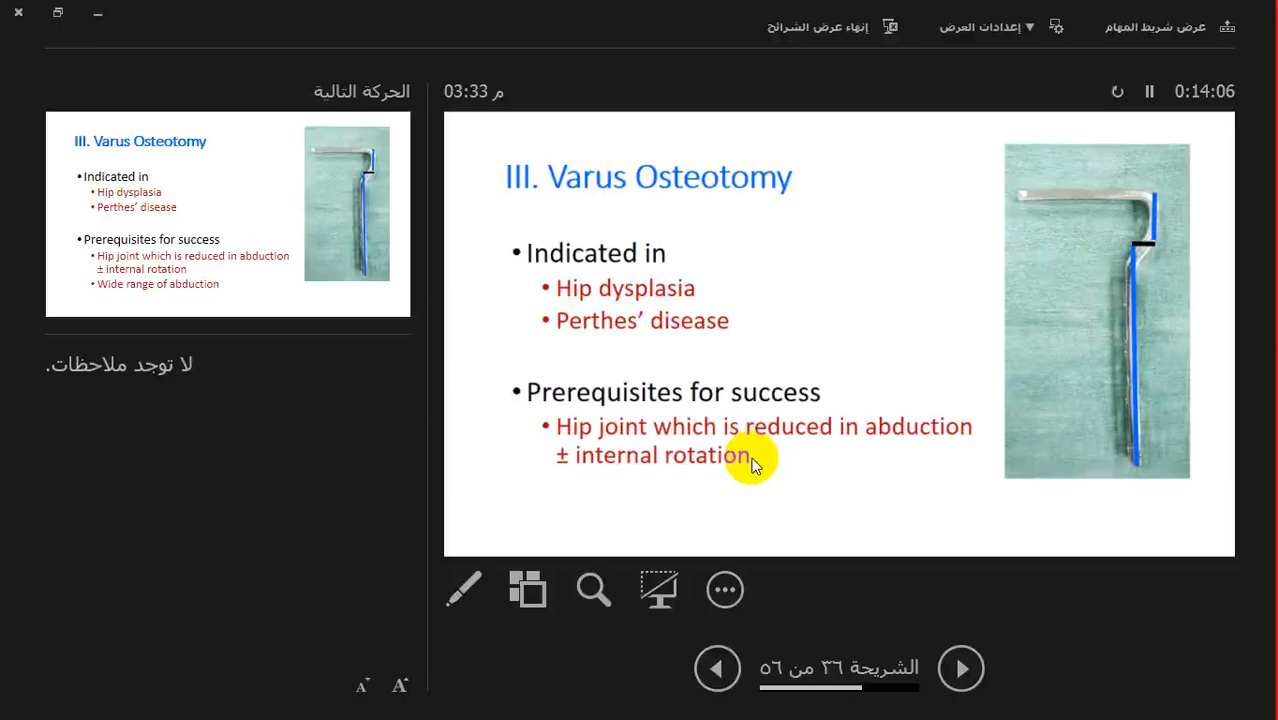 عرض شريط المهام
إعدادات العرض ▼
إنهاء عرض الشرائح
0:14:06
03:33 م
III. Varus Osteotomy
• Indicated in
• Hip dysplasia
• Perthes’ disease
• Prerequisites for success
• Hip joint which is reduced in abduction
± internal rotation
الشريحة ٣٦ من ٥٦
الحركة التالية
III. Varus Osteotomy
• Indicated in
• Hip dysplasia
• Perthes’ disease
• Prerequisites for success
• Hip joint which is reduced in abduction
± internal rotation
• Wide range of abduction
لا توجد ملاحظات.
A A